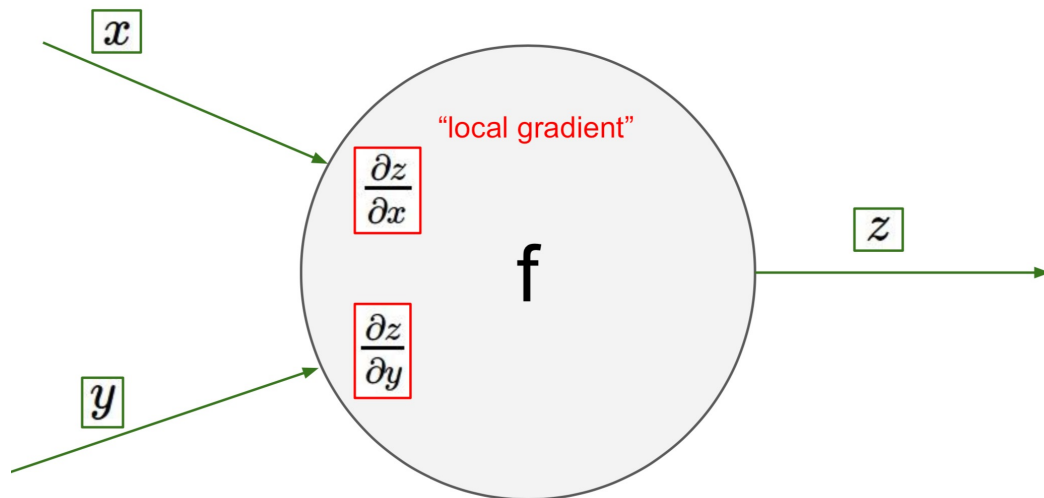 x
“local gradient”
∂z/∂x
z
f
∂z/∂y
y